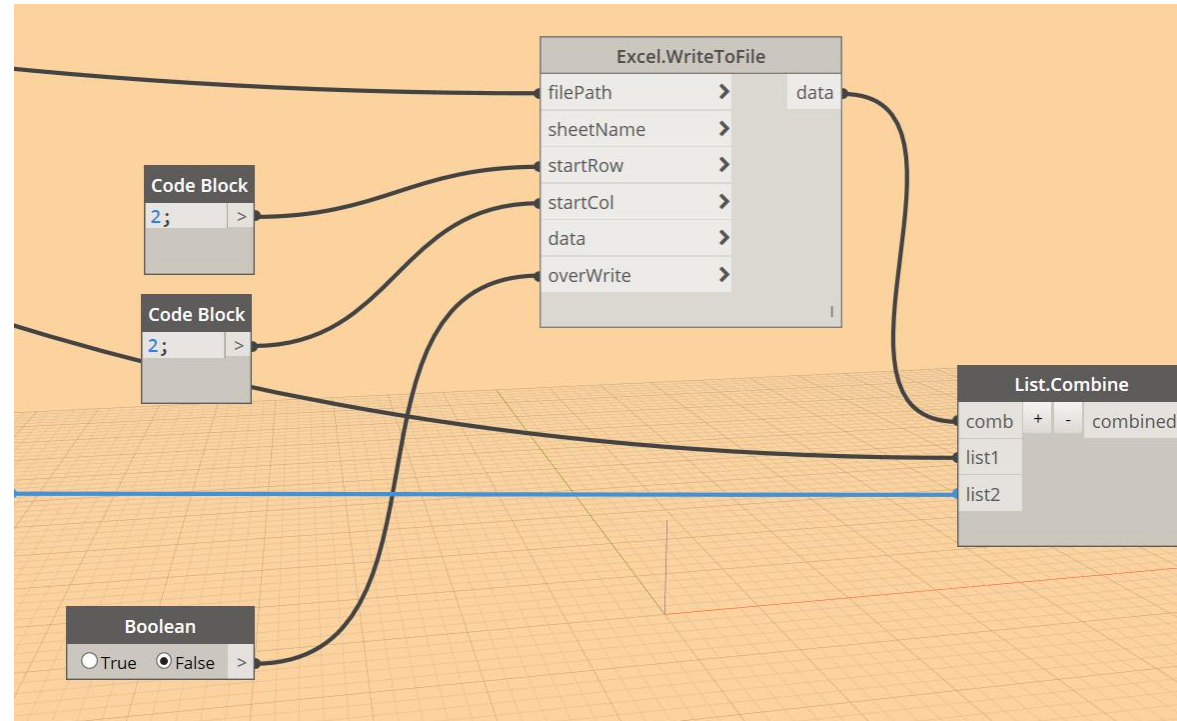 Excel.WriteToFile
filePath > data
sheetName >
startRow >
startCol >
data >
overWrite >
Code Block
2; >
Code Block
2; >
List.Combine
comb + - combined
list1
list2
Boolean
True False >